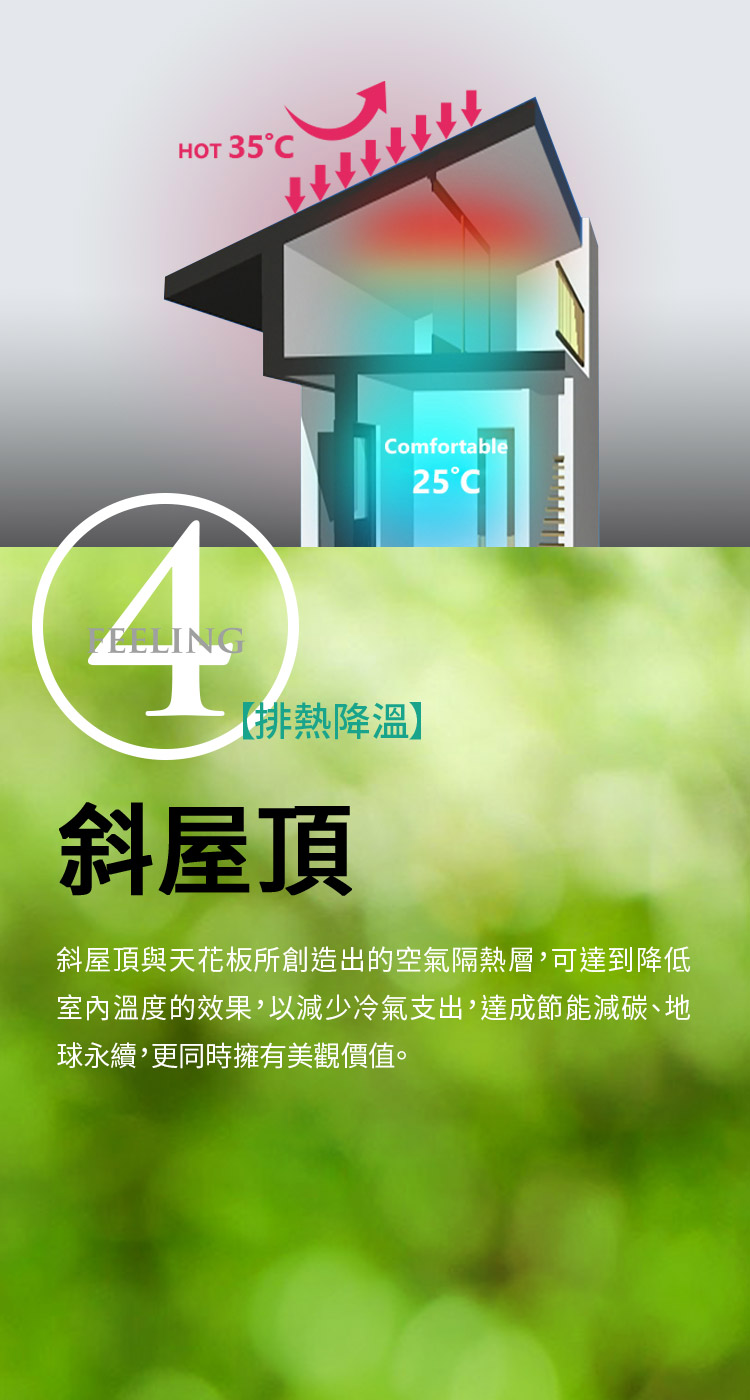 HOT 35°C
Comfortable
25°C
4
FEELING
【排熱降溫】
斜屋頂
斜屋頂與天花板所創造出的空氣隔熱層，可達到降低
室內溫度的效果，以減少冷氣支出，達成節能減碳、地
球永續，更同時擁有美觀價值。